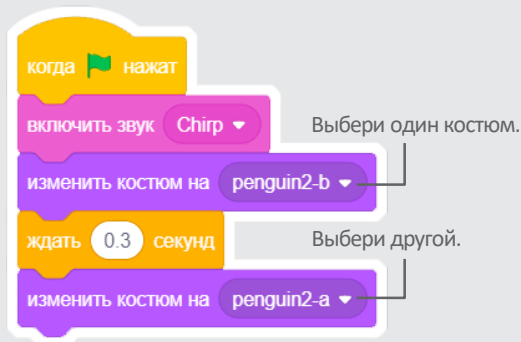 когда нажат
включить звук Chirp
Выбери один костюм.
изменить костюм на penguin2-b
ждать 0.3 секунд
Выбери другой.
изменить костюм на penguin2-a